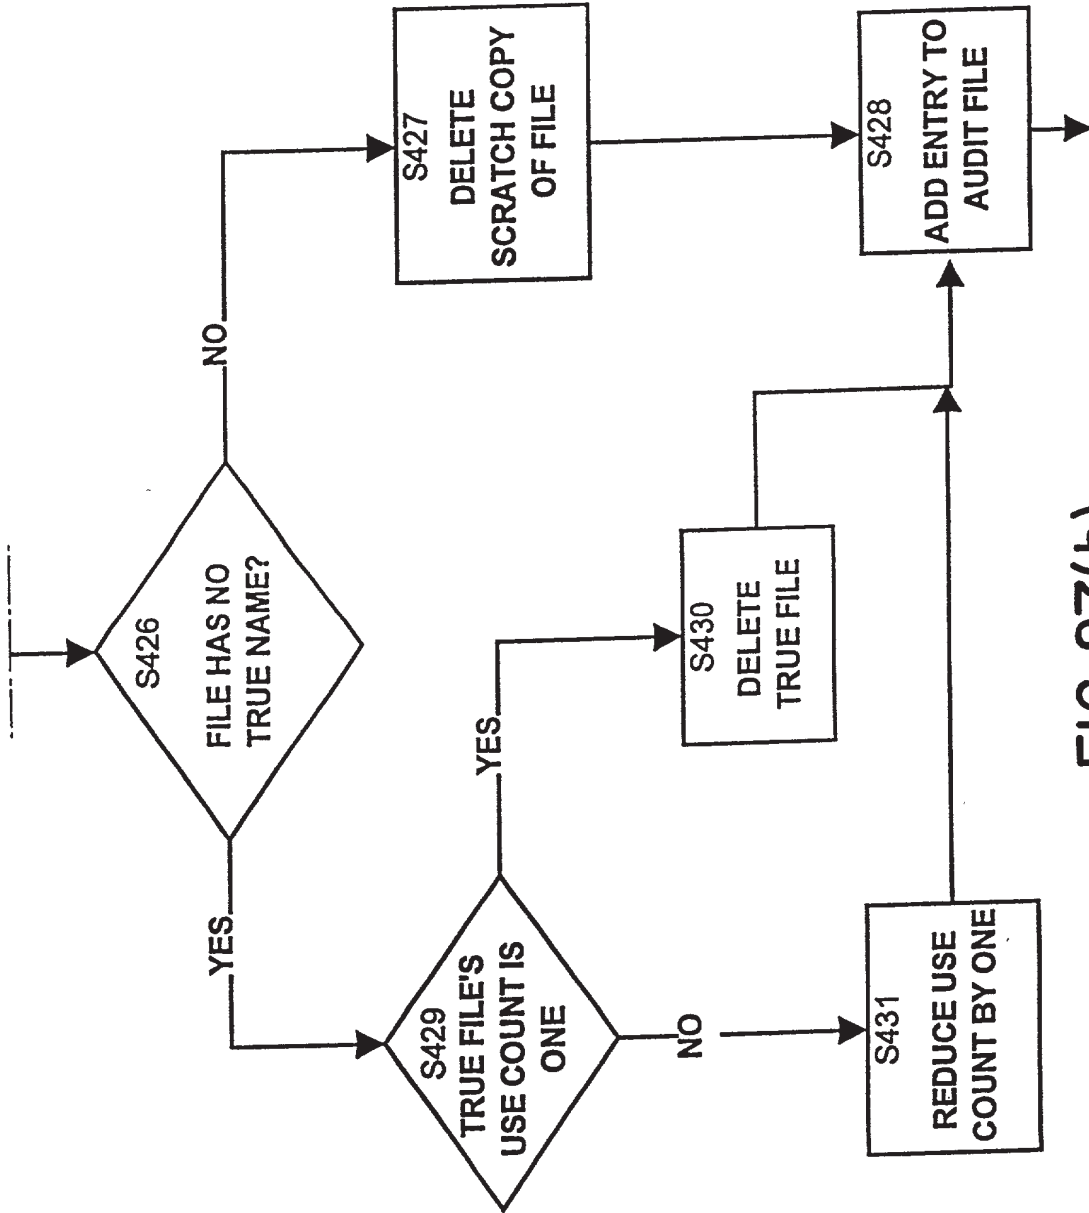 S426
FILE HAS NO
TRUE NAME?
NO
YES
S427
DELETE
SCRATCH COPY
OF FILE
S429
TRUE FILE'S
USE COUNT IS
ONE
YES
NO
S430
DELETE
TRUE FILE
S431
REDUCE USE
COUNT BY ONE
S428
ADD ENTRY TO
AUDIT FILE